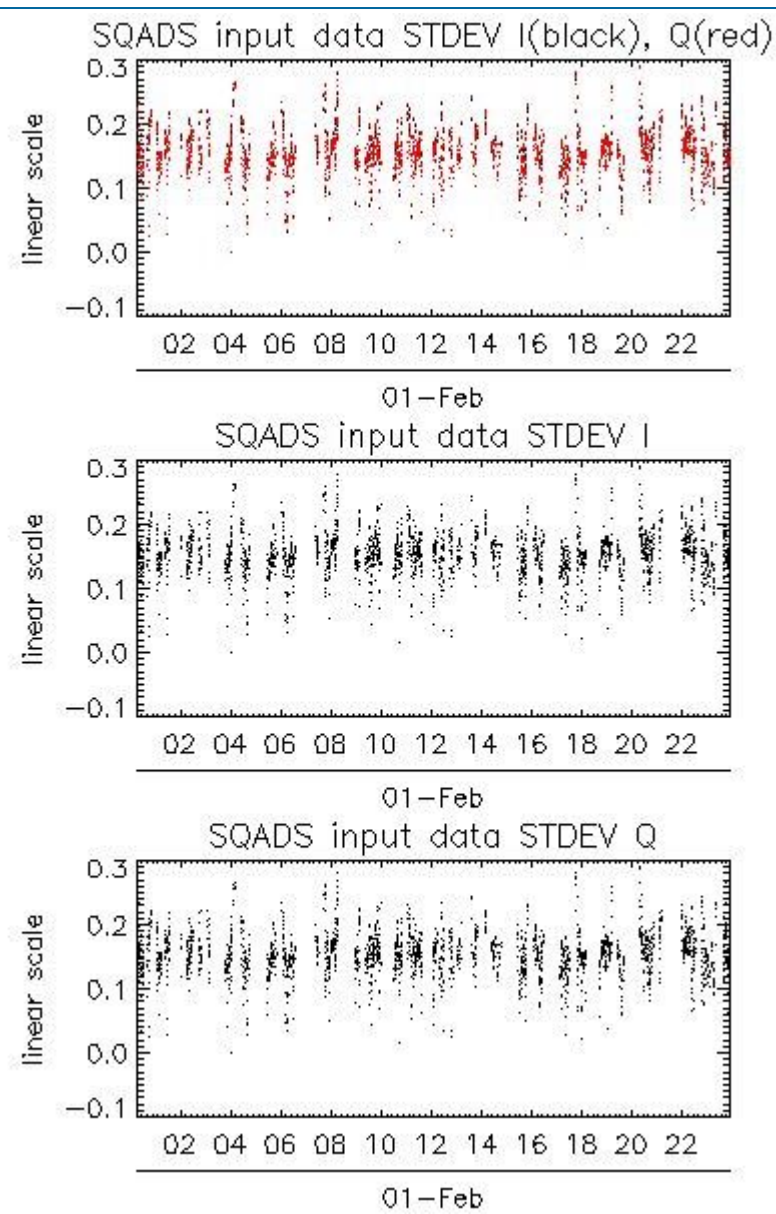 SQADS input data STDEV I(black), Q(red)
0.3
0.2
0.1
0.0
−0.1
linear scale
02 04 06 08 10 12 14 16 18 20 22
01−Feb
SQADS input data STDEV I
0.3
0.2
0.1
0.0
−0.1
linear scale
02 04 06 08 10 12 14 16 18 20 22
01−Feb
SQADS input data STDEV Q
0.3
0.2
0.1
0.0
−0.1
linear scale
02 04 06 08 10 12 14 16 18 20 22
01−Feb